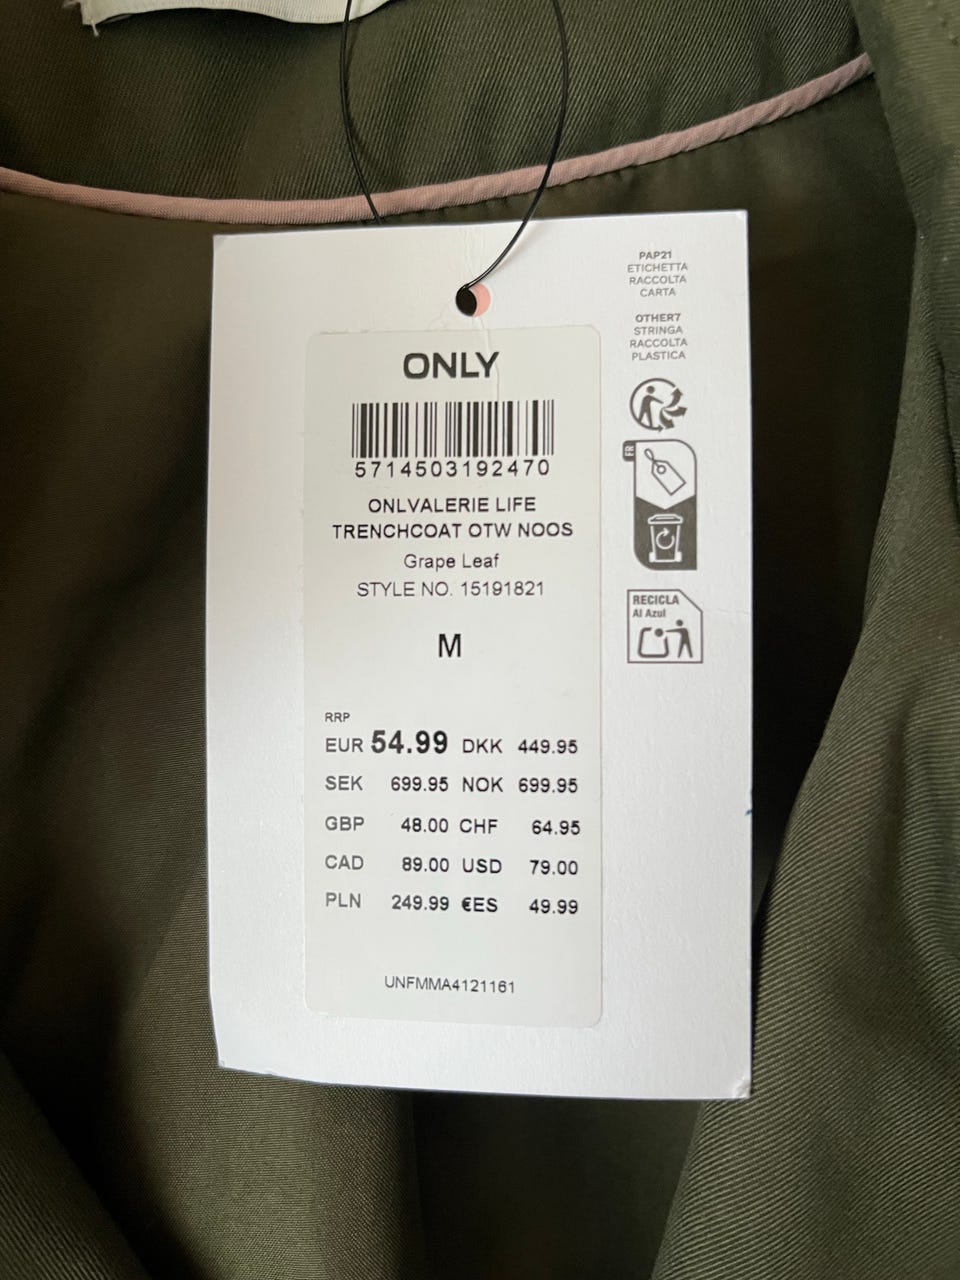 PAP21
ETICHETTA
RACCOLTA
CARTA
OTHER7
STRINGA
RACCOLTA
PLASTICA
FR
RECICLA
Al Azul
ONLY
5714503192470
ONLVALERIE LIFE
TRENCHCOAT OTW NOOS
Grape Leaf
STYLE NO. 15191821
M
RRP
EUR 54.99 DKK 449.95
SEK 699.95 NOK 699.95
GBP 48.00 CHF 64.95
CAD 89.00 USD 79.00
PLN 249.99 €ES 49.99
UNFMMA4121161